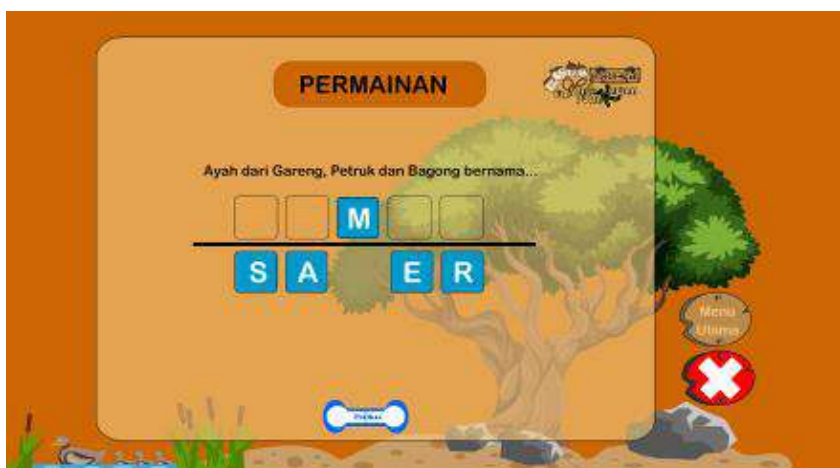 PERMAINAN
Ayah dari Gareng, Petruk dan Bagong bernama...
M
S A E R
Menu
Utama